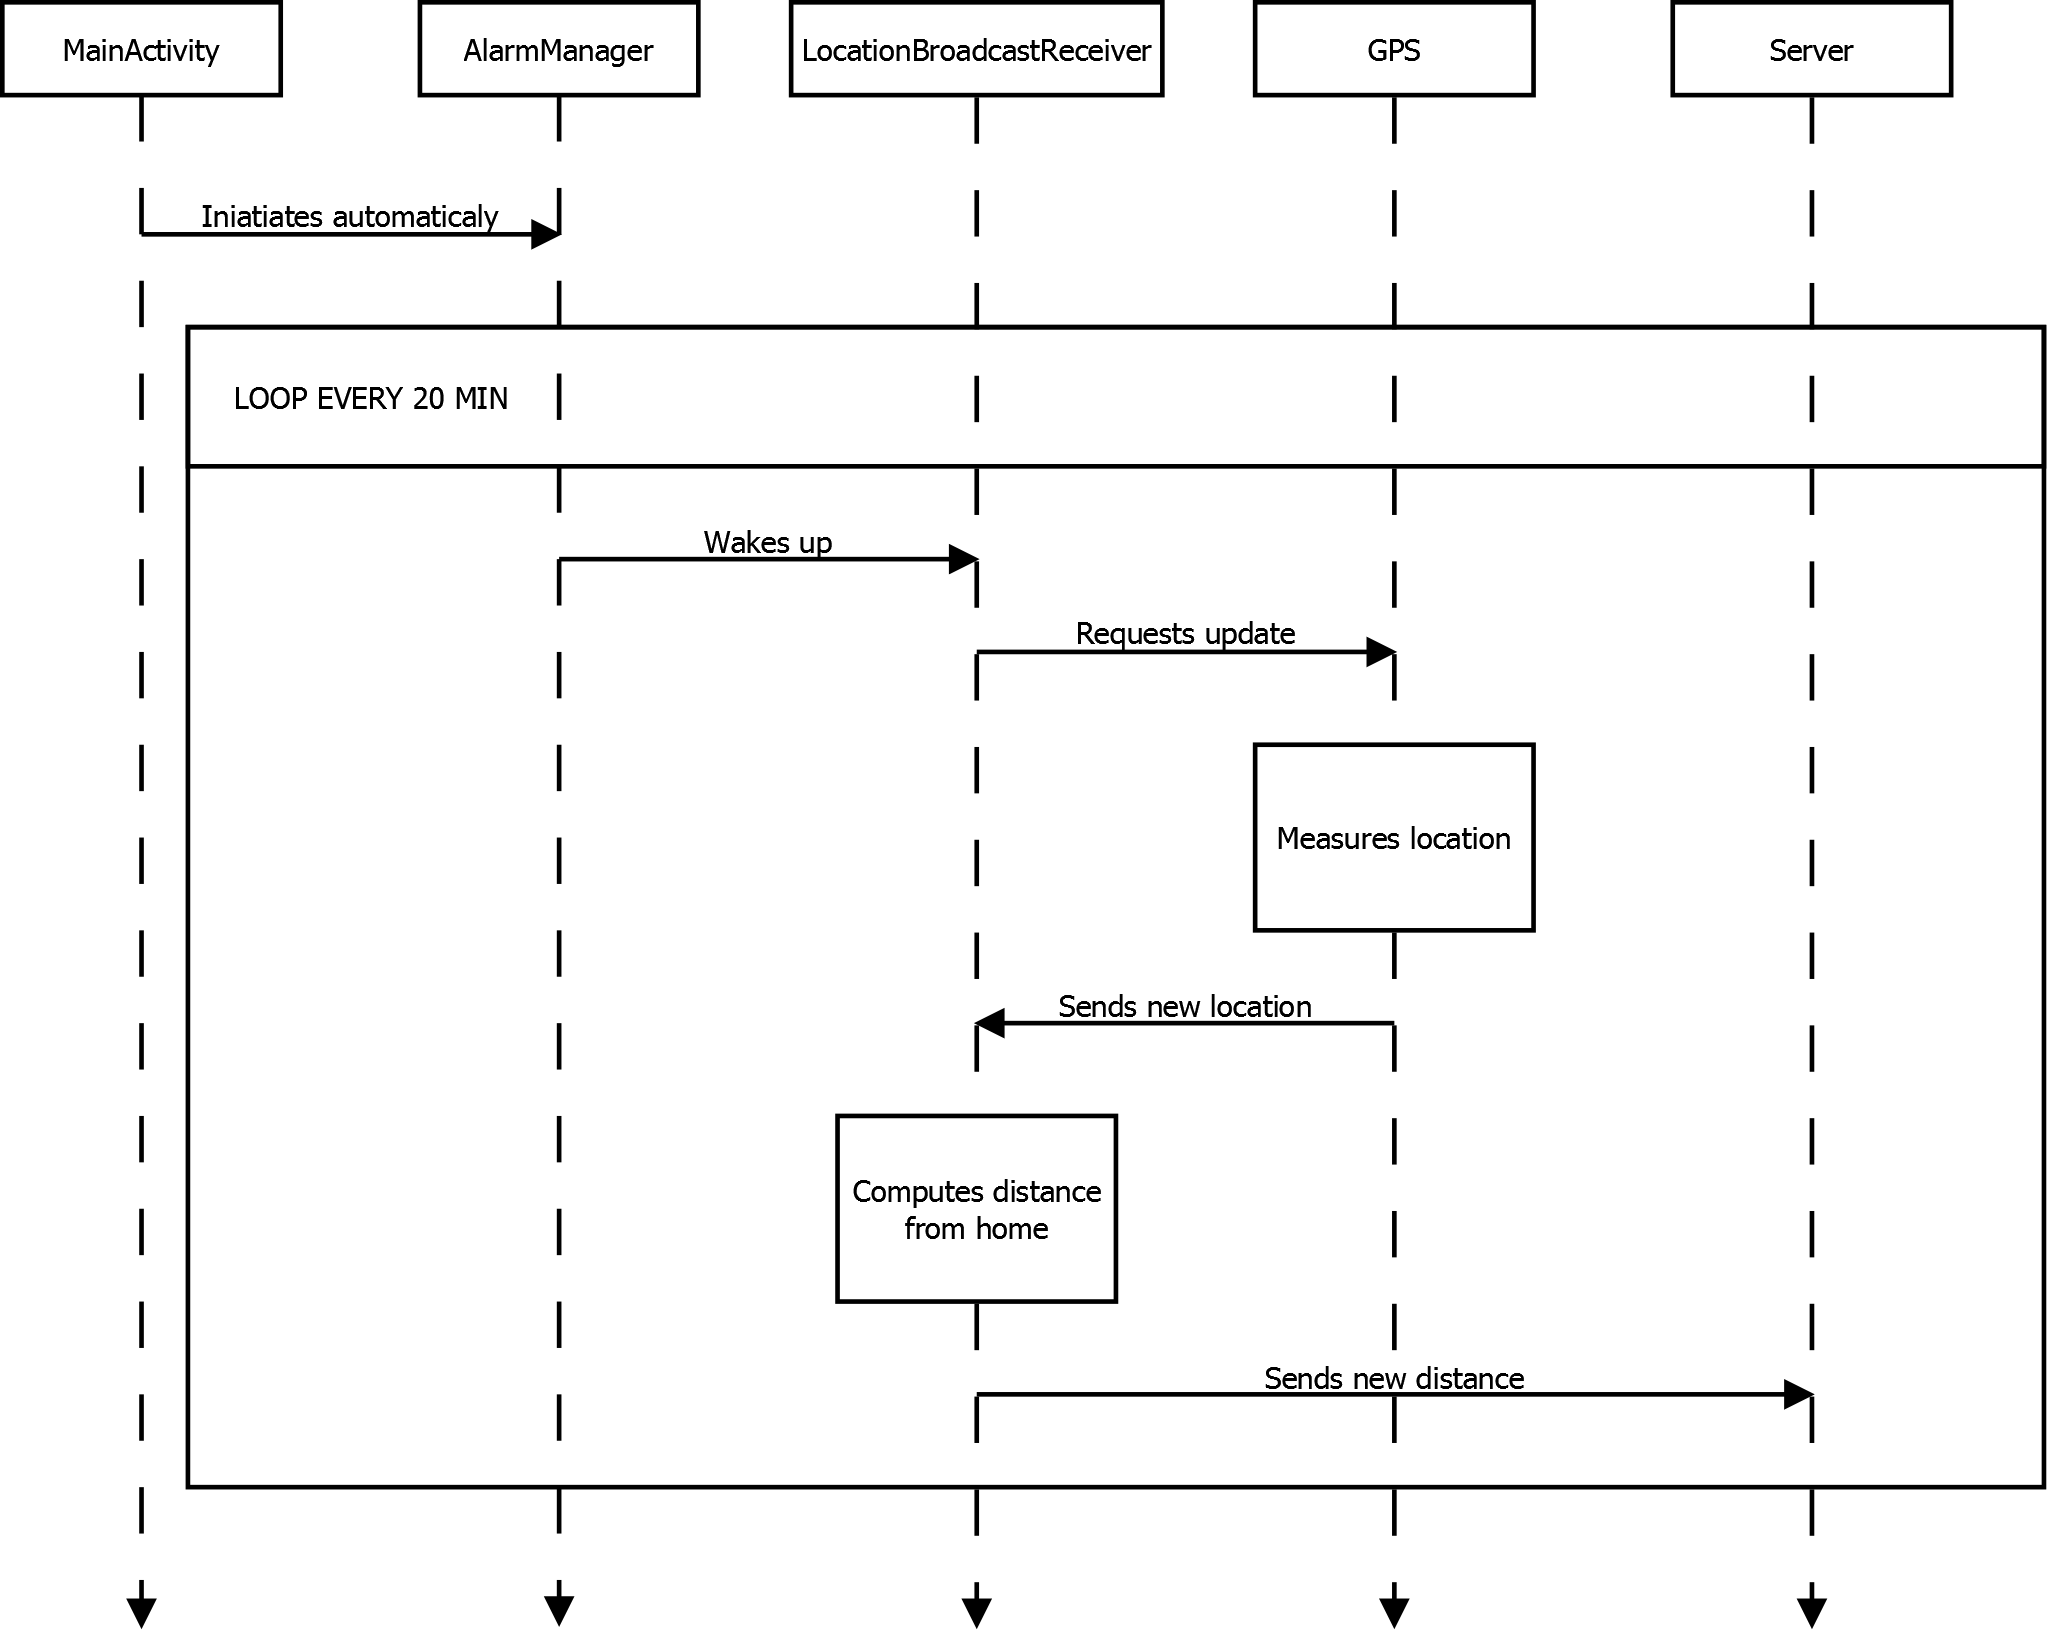 MainActivity
AlarmManager
LocationBroadcastReceiver
GPS
Server
Iniatiates automaticaly
LOOP EVERY 20 MIN
Wakes up
Requests update
Measures location
Sends new location
Computes distance
from home
Sends new distance